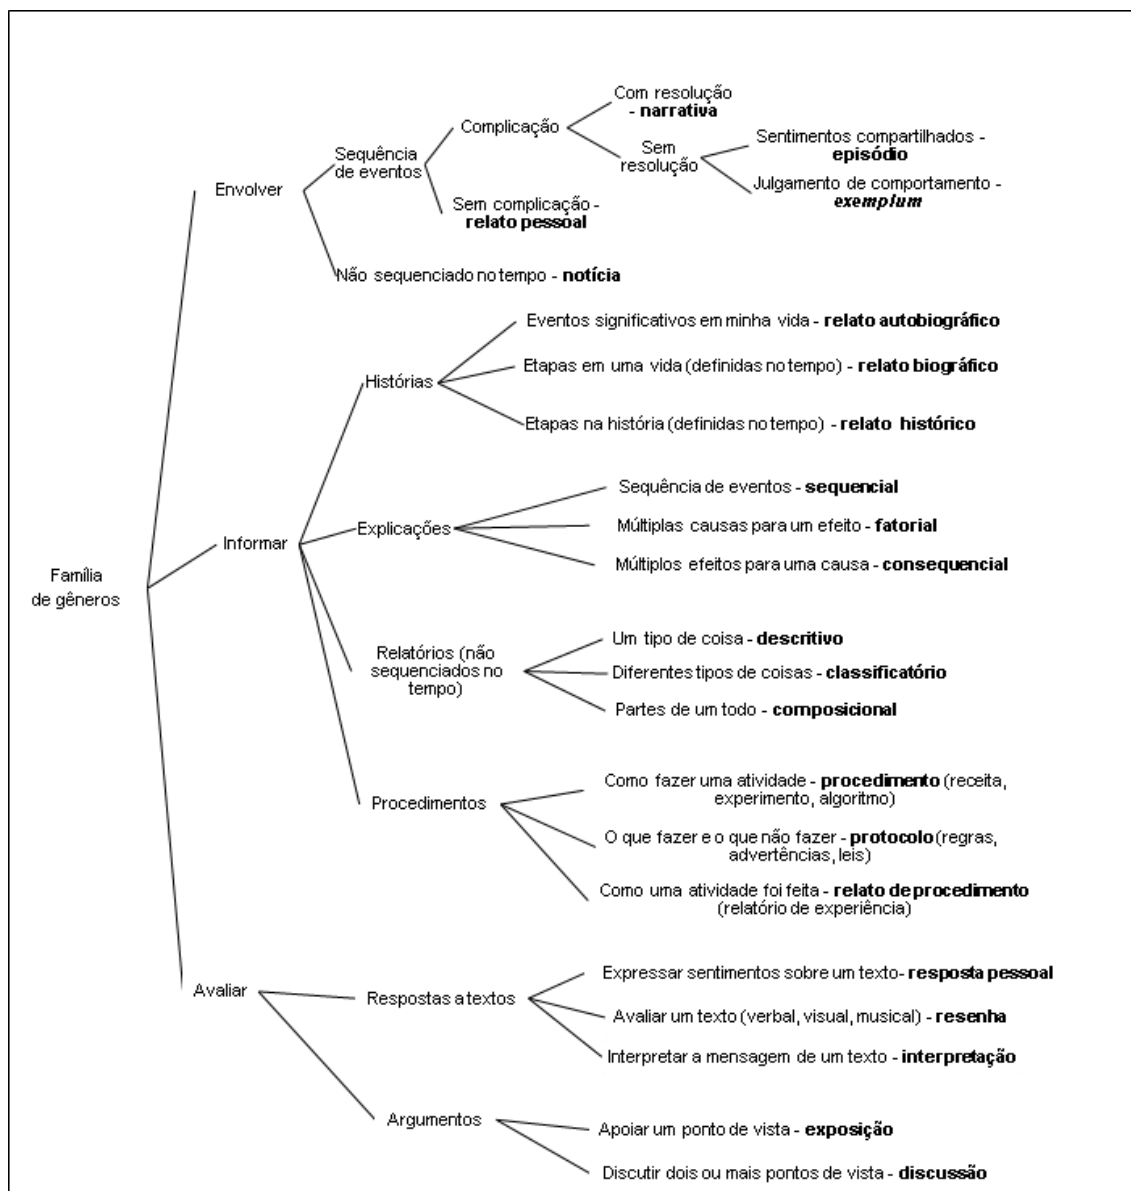 Com resolução
- narrativa
Complicação
Sem
resolução
Sentimentos compartilhados -
episódio
Sequência
de eventos
Julgamento de comportamento -
exemplum
Envolver
Sem complicação -
relato pessoal
Não sequenciado no tempo - notícia
Eventos significativos em minha vida - relato autobiográfico
Histórias
Etapas em uma vida (definidas no tempo) - relato biográfico
Etapas na história (definidas no tempo) - relato histórico
Sequência de eventos - sequencial
Explicações
Múltiplas causas para um efeito - fatorial
Informar
Múltiplos efeitos para uma causa - consequencial
Família
de gêneros
Um tipo de coisa - descritivo
Relatórios (não
sequenciados no
tempo)
Diferentes tipos de coisas - classificatório
Partes de um todo - composicional
Como fazer uma atividade - procedimento (receita,
experimento, algoritmo)
Procedimentos
O que fazer e o que não fazer - protocolo (regras,
advertências, leis)
Como uma atividade foi feita - relato de procedimento
(relatório de experiência)
Expressar sentimentos sobre um texto- resposta pessoal
Avaliar
Respostas a textos
Avaliar um texto (verbal, visual, musical) - resenha
Interpretar a mensagem de um texto - interpretação
Argumentos
Apoiar um ponto de vista - exposição
Discutir dois ou mais pontos de vista - discussão